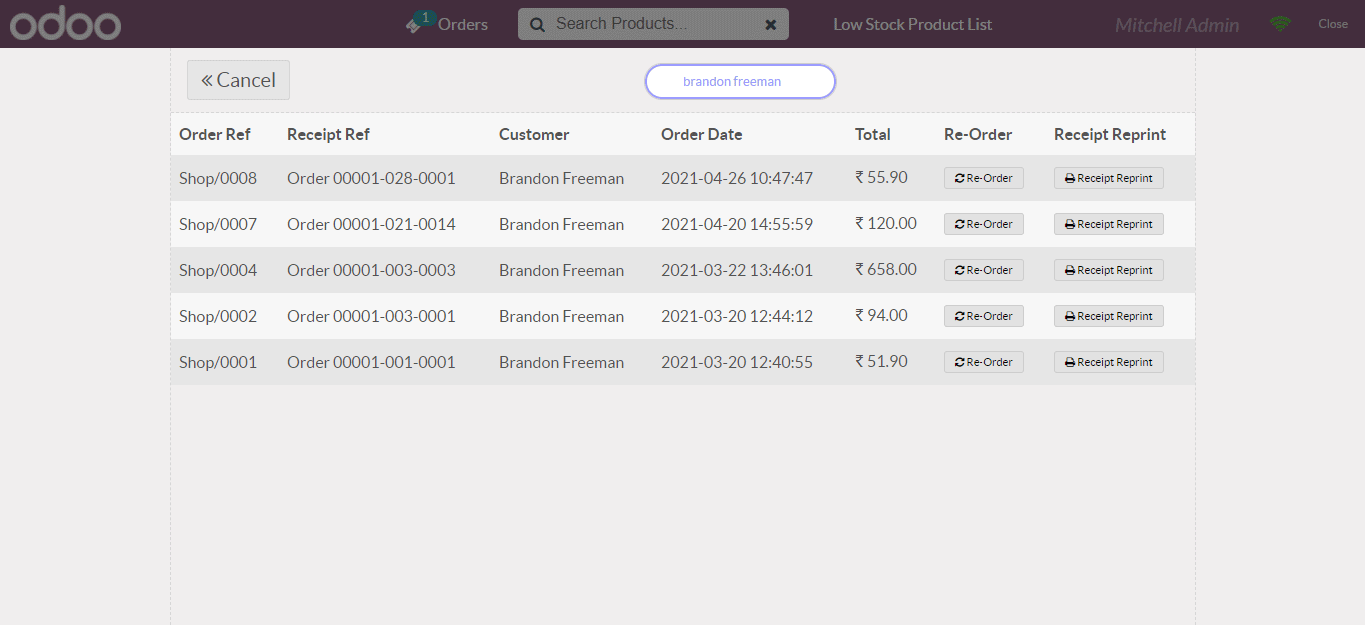 odoo 1 Orders Search Products... Low Stock Product List Mitchell Admin Close
Cancel brandon freeman
Order Ref Receipt Ref Customer Order Date Total Re-Order Receipt Reprint
Shop/0008 Order 00001-028-0001 Brandon Freeman 2021-04-26 10:47:47 ₹ 55.90 Re-Order Receipt Reprint
Shop/0007 Order 00001-021-0014 Brandon Freeman 2021-04-20 14:55:59 ₹ 120.00 Re-Order Receipt Reprint
Shop/0004 Order 00001-003-0003 Brandon Freeman 2021-03-22 13:46:01 ₹ 658.00 Re-Order Receipt Reprint
Shop/0002 Order 00001-003-0001 Brandon Freeman 2021-03-20 12:44:12 ₹ 94.00 Re-Order Receipt Reprint
Shop/0001 Order 00001-001-0001 Brandon Freeman 2021-03-20 12:40:55 ₹ 51.90 Re-Order Receipt Reprint